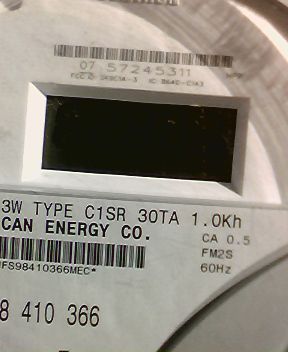 07 57245311
3W TYPE C1SR 30TA 1.0Kh
CAN ENERGY CO.
CA 0.5
FM2S
60Hz
FS98410366MEC*
8 410 366